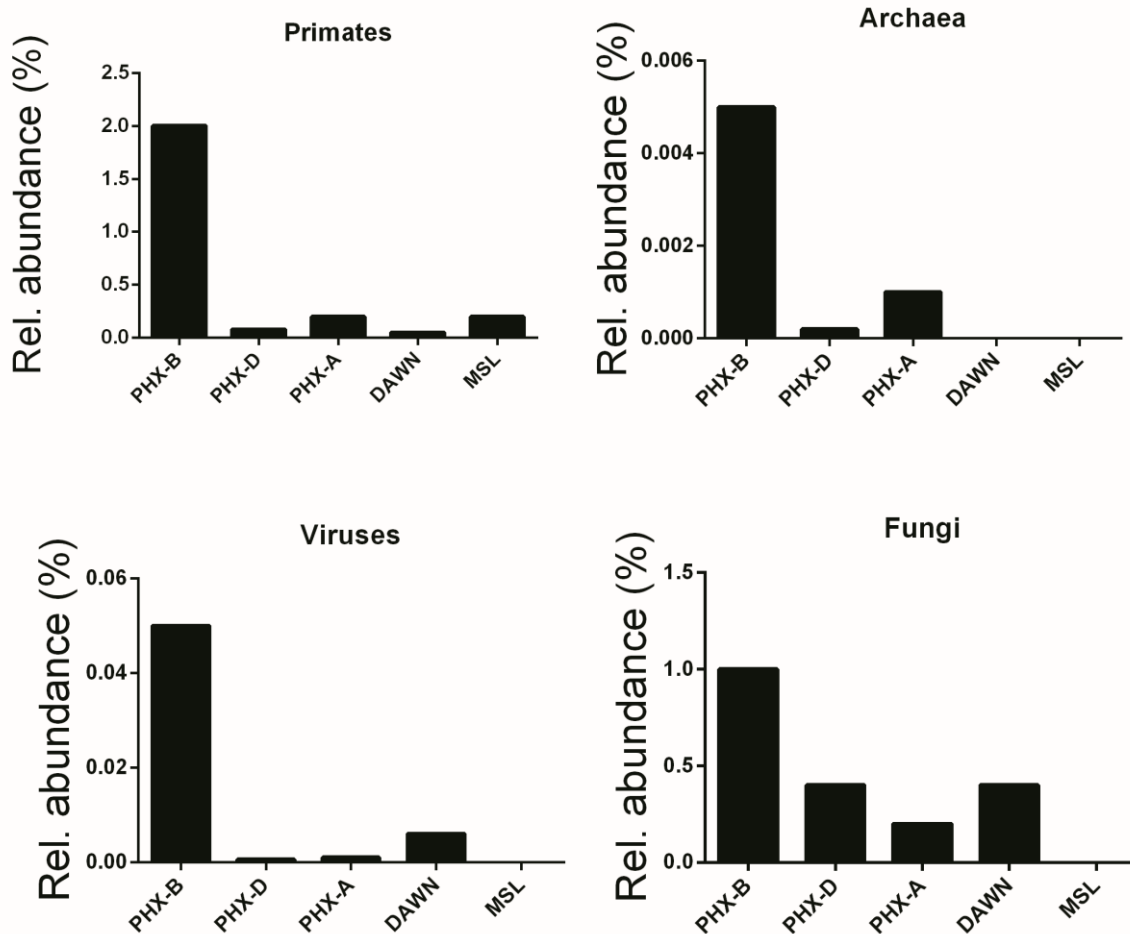 Primates
Rel. abundance (%)
2.5
2.0
1.5
1.0
0.5
0.0
PHX-B
PHX-D
PHX-A
DAWN
MSL
Archaea
Rel. abundance (%)
0.006
0.004
0.002
0.000
PHX-B
PHX-D
PHX-A
DAWN
MSL
Viruses
Rel. abundance (%)
0.06
0.04
0.02
0.00
PHX-B
PHX-D
PHX-A
DAWN
MSL
Fungi
Rel. abundance (%)
1.5
1.0
0.5
0.0
PHX-B
PHX-D
PHX-A
DAWN
MSL